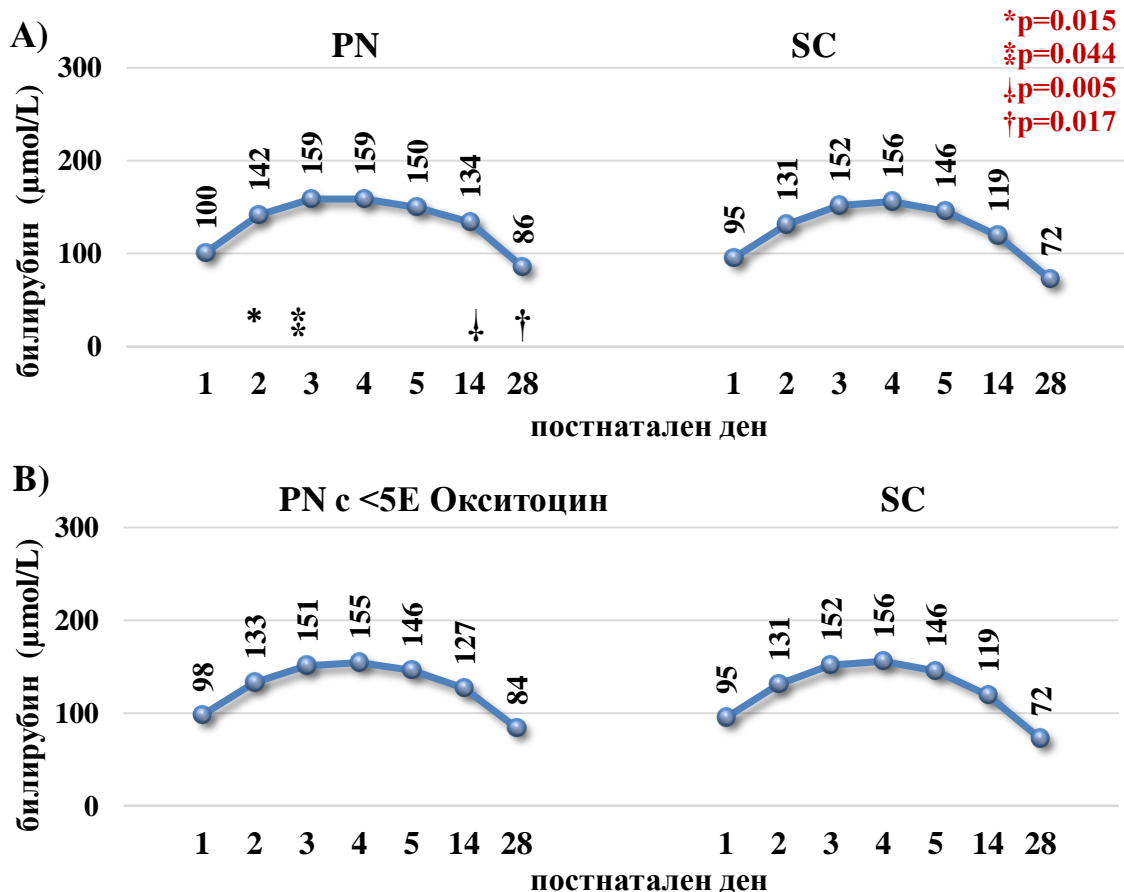 A)
PN
SC
*p=0.015
⁑p=0.044
⸸p=0.005
†p=0.017
билирубин (µmol/L)
300
200
100
0
100
142
159
159
150
134
86
95
131
152
156
146
119
72
* ⁑ ⸸ †
1 2 3 4 5 14 28 1 2 3 4 5 14 28
постнатален ден
B)
PN с <5E Окситоцин
SC
билирубин (µmol/L)
300
200
100
0
98
133
151
155
146
127
84
95
131
152
156
146
119
72
1 2 3 4 5 14 28 1 2 3 4 5 14 28
постнатален ден